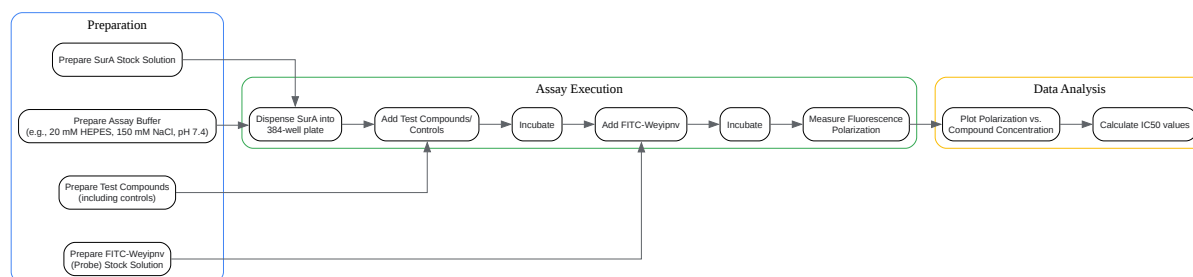 Preparation
Prepare SurA Stock Solution
Prepare Assay Buffer
(e.g., 20 mM HEPES, 150 mM NaCl, pH 7.4)
Prepare Test Compounds
(including controls)
Prepare FITC-Weyipnv
(Probe) Stock Solution
Assay Execution
Dispense SurA into
384-well plate
Add Test Compounds/
Controls
Incubate
Add FITC-Weyipnv
Incubate
Measure Fluorescence
Polarization
Data Analysis
Plot Polarization vs.
Compound Concentration
Calculate IC50 values